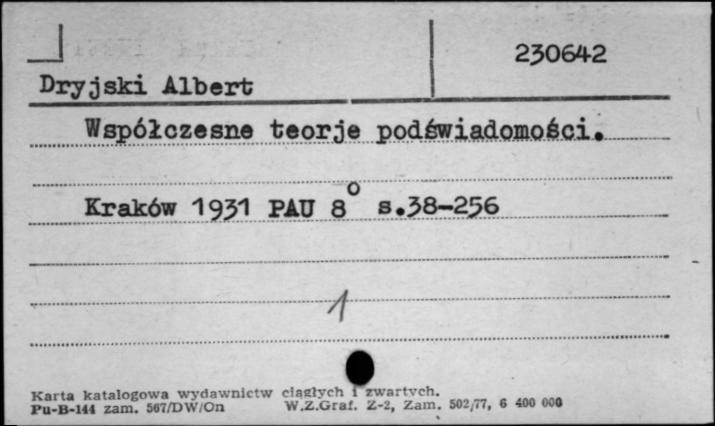 230642
Dryjski Albert
Współczesne teorje podświadomości.
Kraków 1931 PAU 8° s.38-256
1
Karta katalogowa wydawnictw ciągłych i zwartych.
Pu-B-144 zam. 567/DW/On W.Z.Graf. Z-2, Zam. 502/77, 6 400 000